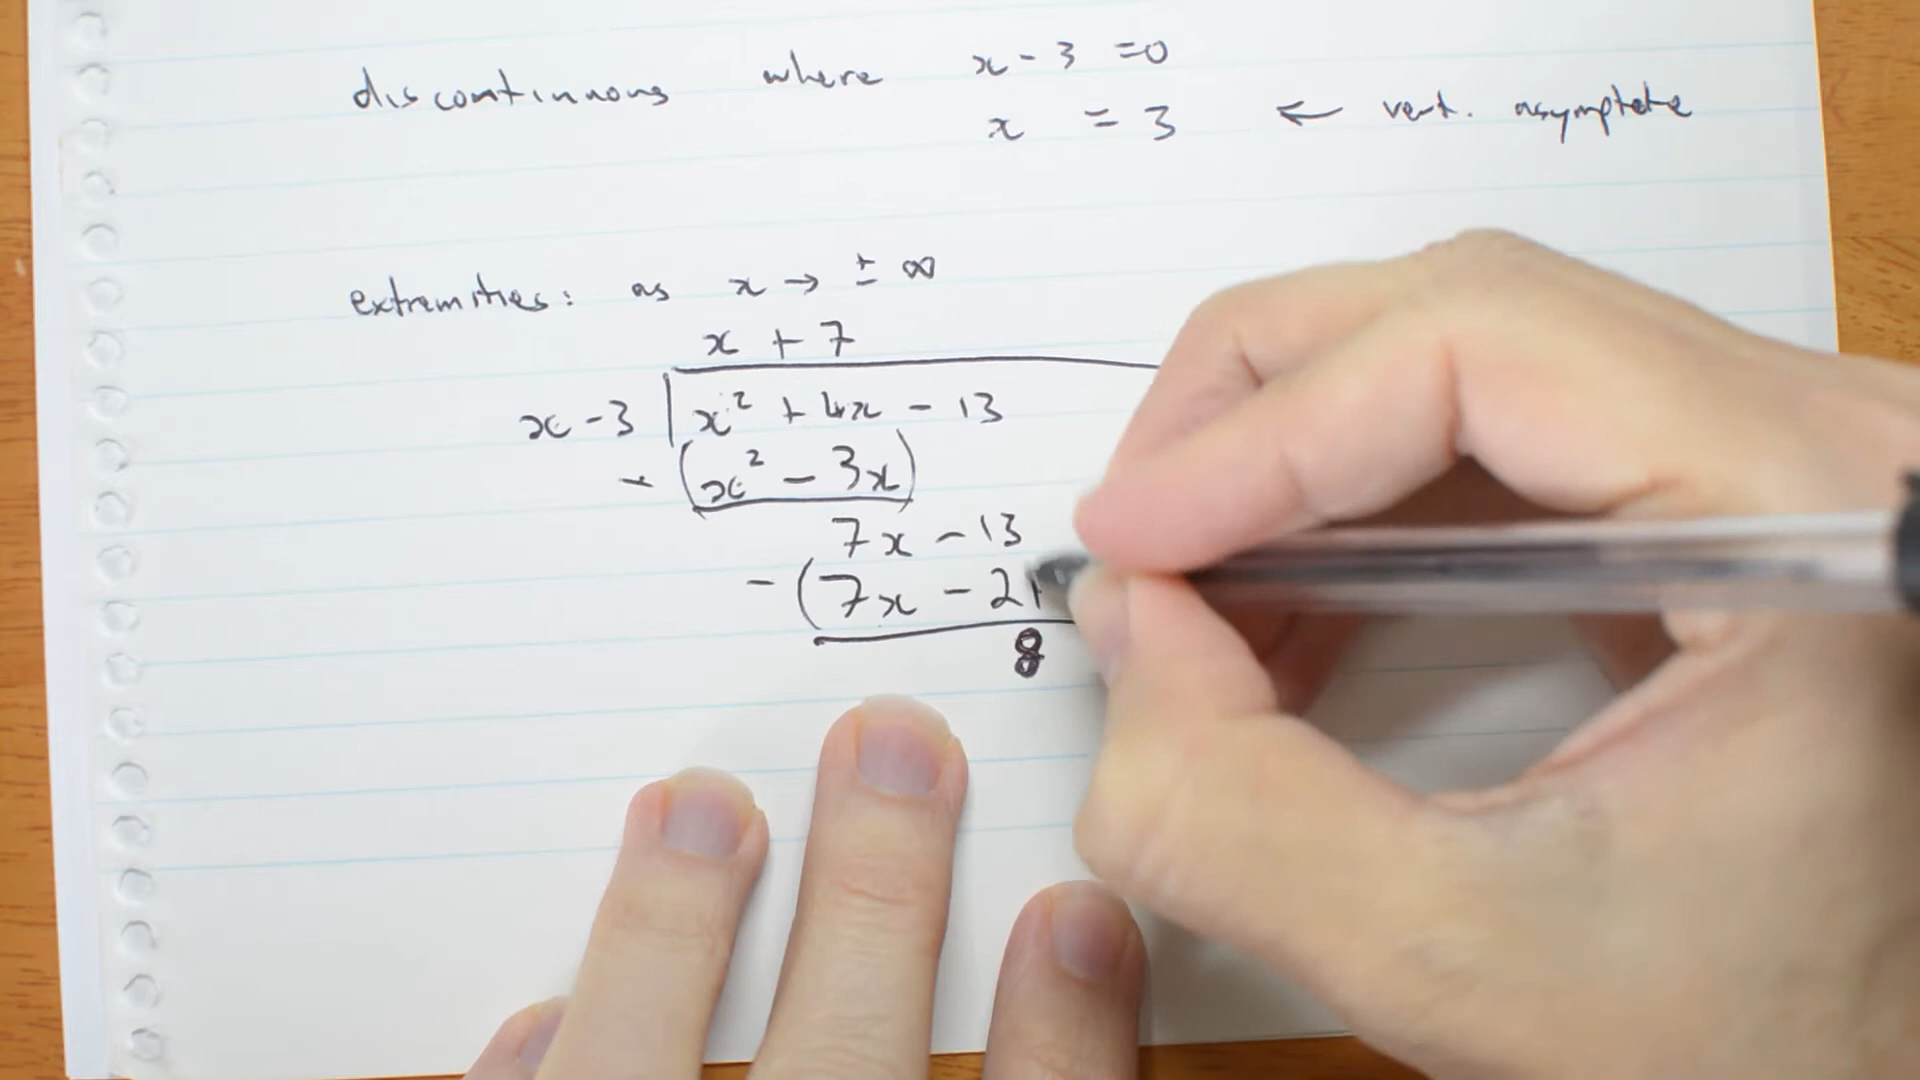 discontinuous where x - 3 = 0
x = 3 ← vert. asymptote
extremities: as x → ± ∞
x + 7
x - 3 | x² + 4x - 13
- (x² - 3x)
7x - 13
- (7x - 21
8